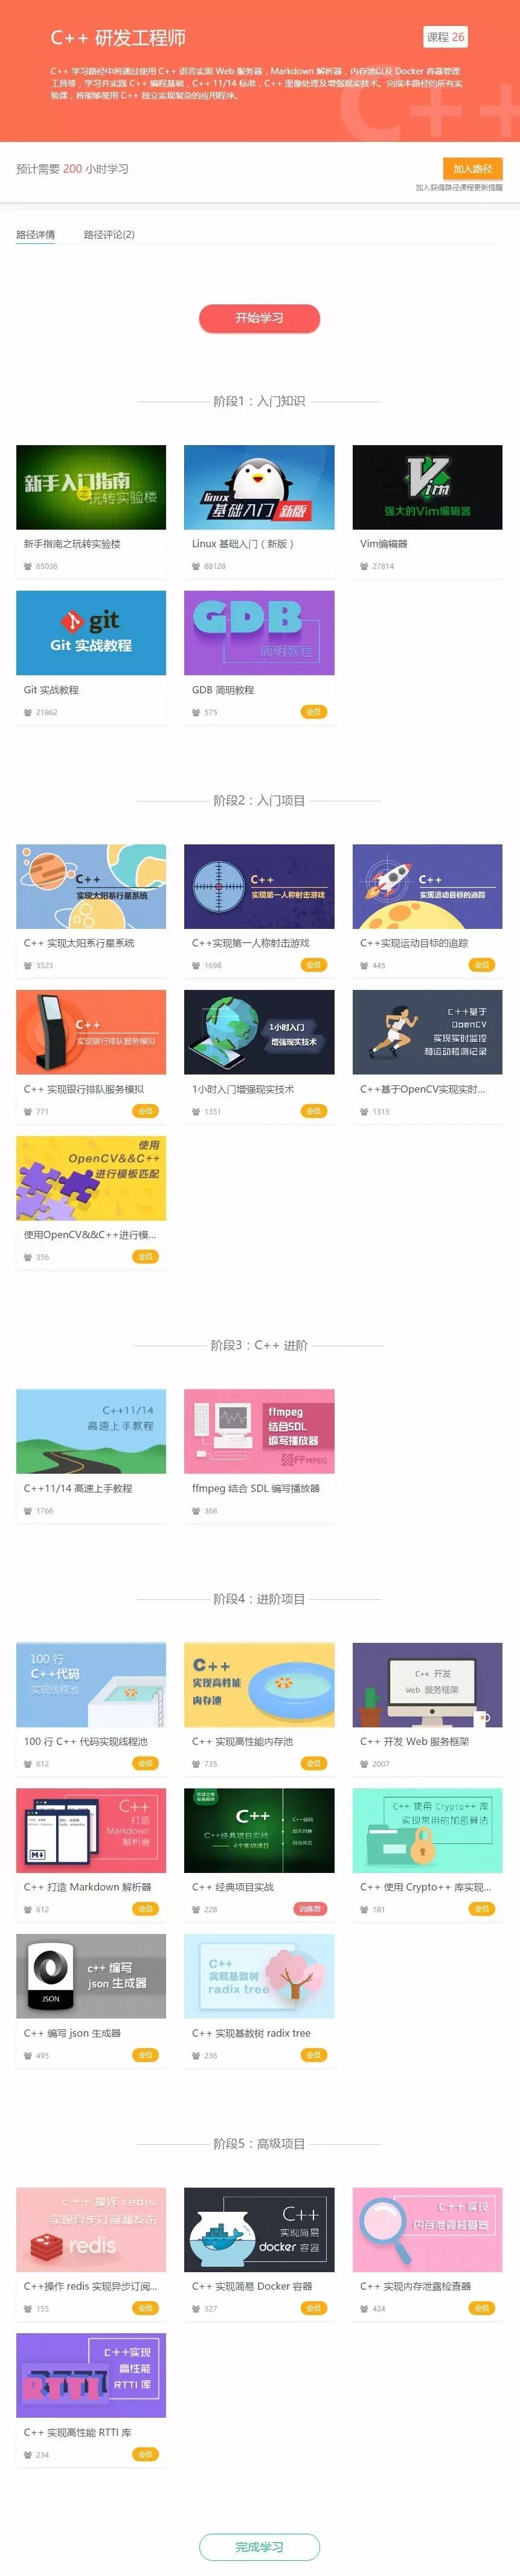 C++ 研发工程师
课程 26
C++ 学习路径中将通过使用 C++ 语言实现 Web 服务器，Markdown 解析器，内存池以及 Docker 容器管理
工具等，学习并实践 C++ 编程基础，C++ 11/14 标准，C++ 图像处理及增强现实技术。完成本路径的所有实
验课，将能够使用 C++ 独立实现复杂的应用程序。
C++
预计需要 200 小时学习
加入路径
加入获得路径课程更新提醒
路径详情
路径评论(2)
开始学习
阶段1：入门知识
新手入门指南
之
玩转实验楼
新手指南之玩转实验楼
65036
linux
基础入门 新版
Linux 基础入门（新版）
88128
Vim
强大的Vim编辑器
Vim编辑器
27814
git
Git 实战教程
Git 实战教程
21862
GDB
简明教程
GDB 简明教程
575
会员
阶段2：入门项目
C++
实现太阳系行星系统
C++ 实现太阳系行星系统
3523
C++
实现第一人称射击游戏
C++实现第一人称射击游戏
1698
会员
C++
实现运动目标的追踪
C++实现运动目标的追踪
445
会员
C++
实现银行排队服务模拟
C++ 实现银行排队服务模拟
771
会员
1小时入门
增强现实技术
1小时入门增强现实技术
1351
会员
C++基于
OpenCV
实现实时监控
和运动检测记录
C++基于OpenCV实现实时...
1315
使用
OpenCV&&C++
进行模板匹配
使用OpenCV&&C++进行模...
356
会员
阶段3：C++ 进阶
C++11/14
高速上手教程
C++11/14 高速上手教程
1766
ffmpeg
结合SDL
编写播放器
FFMPEG
ffmpeg 结合 SDL 编写播放器
368
阶段4：进阶项目
100 行
C++代码
实现线程池
100 行 C++ 代码实现线程池
612
会员
C++
实现高性能
内存池
C++ 实现高性能内存池
735
会员
C++ 开发
Web 服务框架
C++ 开发 Web 服务框架
2007
C++
打造
Markdown
解析器
M
C++ 打造 Markdown 解析器
612
会员
C++
C++经典项目实战
4个实战项目
C++基础
C++ 经典项目实战
228
训练营
C++ 使用 Crypto++ 库
实现常用的加密算法
C++ 使用 Crypto++ 库实现...
181
会员
JSON
c++ 编写
json 生成器
C++ 编写 json 生成器
495
会员
C++
实现基数树
radix tree
C++ 实现基数树 radix tree
236
会员
阶段5：高级项目
c++ 操作 redis
实现异步订阅和发布
redis
C++操作 redis 实现异步订阅...
155
会员
C++
实现简易
docker 容器
C++ 实现简易 Docker 容器
327
会员
C++ 实现
内存泄露检查器
C++ 实现内存泄露检查器
424
会员
C++实现
高性能
RTTI 库
RTTI
C++ 实现高性能 RTTI 库
234
会员
完成学习